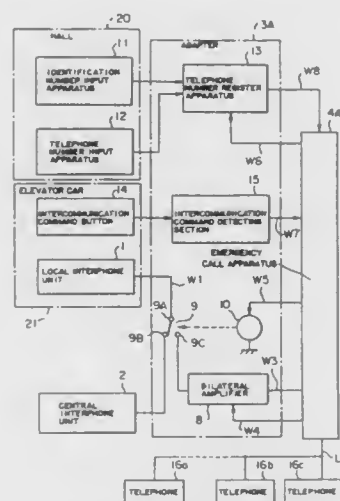 20
3A
HALL
ADAPTER
11
13
IDENTIFICATION
NUMBER INPUT
APPARATUS
TELEPHONE
NUMBER REGISTER
APPARATUS
W8
12
4A
TELEPHONE
NUMBER INPUT
APPARATUS
W6
ELEVATOR CAR
14
15
INTERCOMMUNICATION
COMMAND BUTTON
INTERCOMMUNICATION
COMMAND DETECTING
SECTION
1
W7
LOCAL INTERPHONE
UNIT
EMERGENCY
CALL APPARATUS
W1
W5
21
9A
9
10
9B
9C
2
BILATERAL
AMPLIFIER
W3
CENTRAL
INTERPHONE
UNIT
8
W4
L
16a
16b
16c
TELEPHONE
TELEPHONE
TELEPHONE